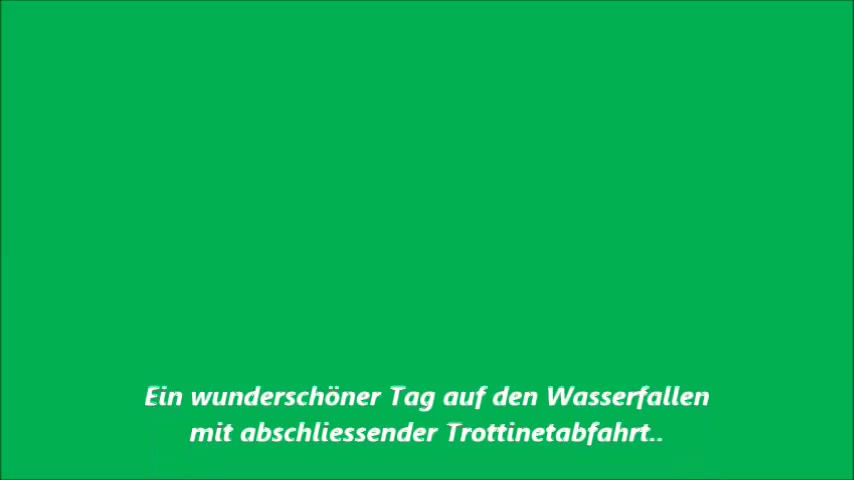 Ein wunderschöner Tag auf den Wasserfallen
mit abschliessender Trottinetabfahrt..